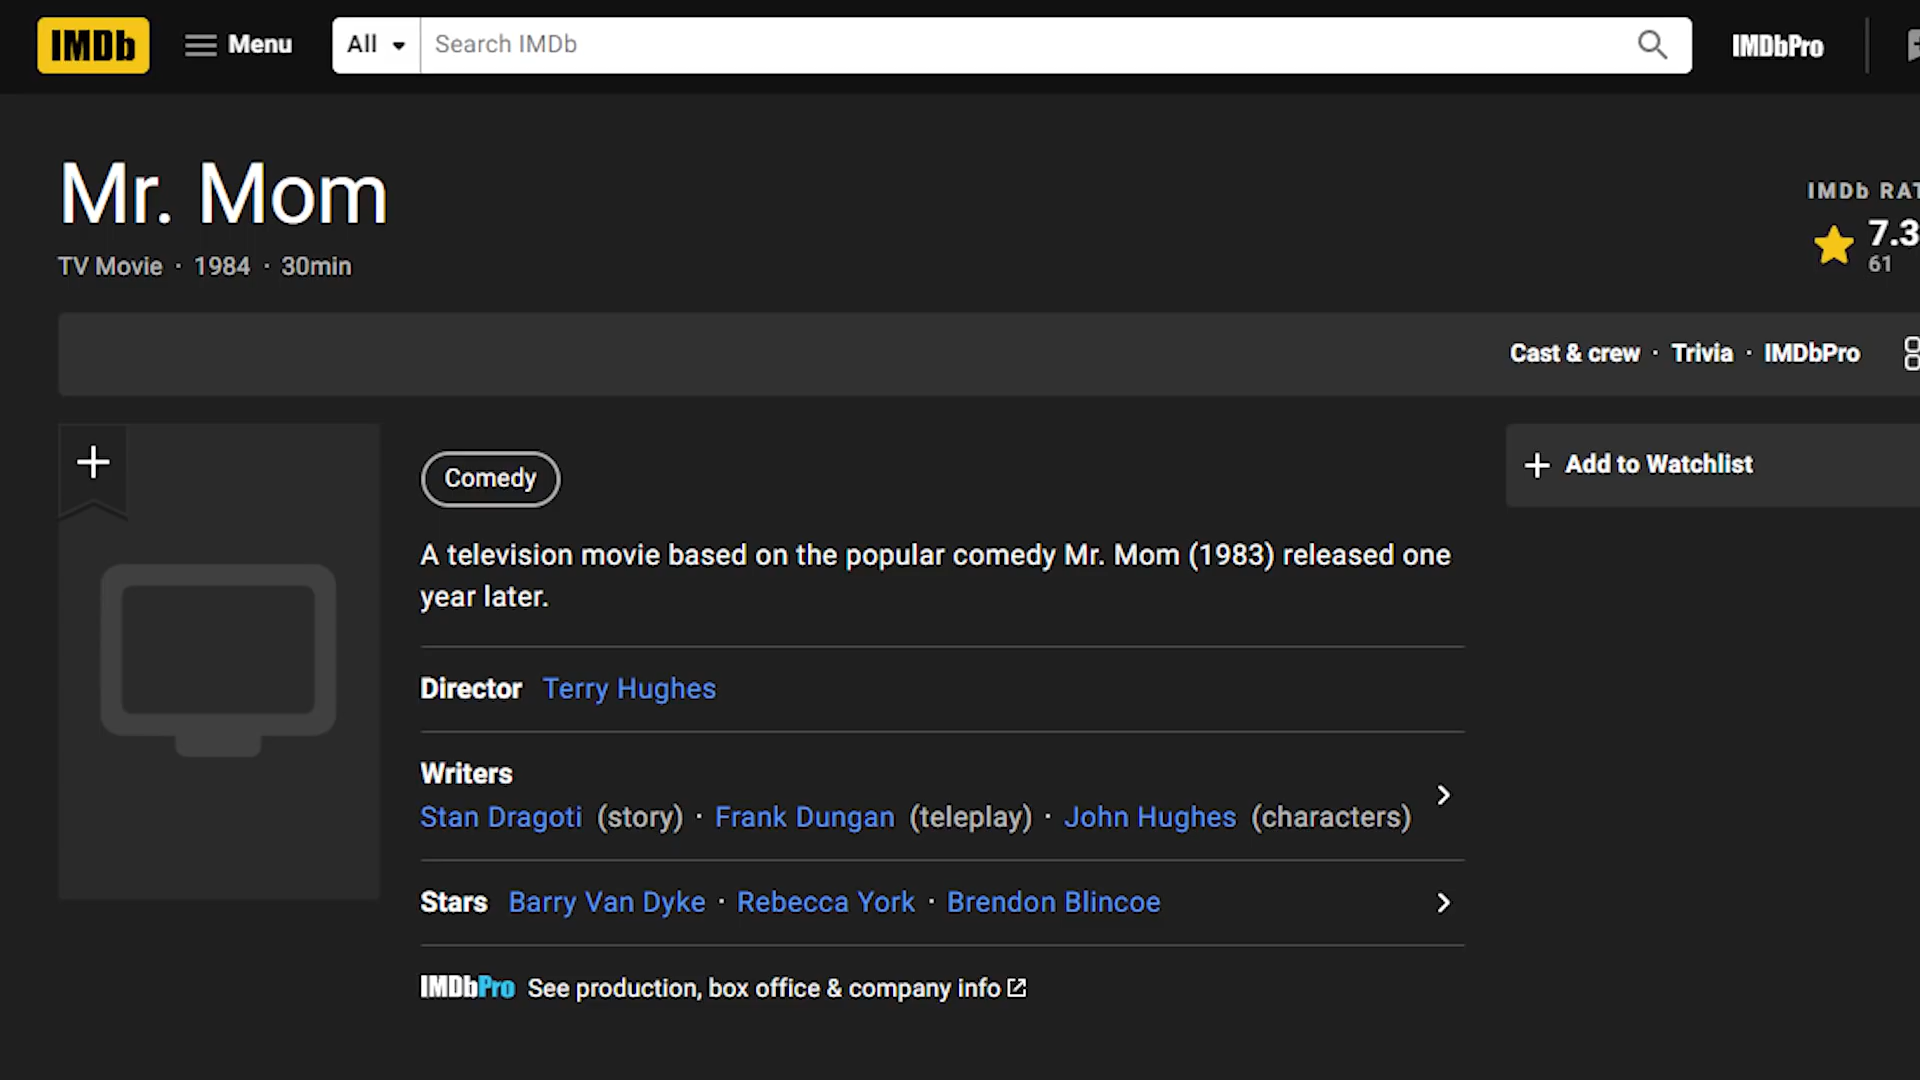 IMDb Menu All Search IMDb IMDbPro
Mr. Mom
TV Movie · 1984 · 30min
IMDb RAT
7.3
61
Cast & crew · Trivia · IMDbPro
Comedy
Add to Watchlist
A television movie based on the popular comedy Mr. Mom (1983) released one
year later.
Director Terry Hughes
Writers
Stan Dragoti (story) · Frank Dungan (teleplay) · John Hughes (characters)
Stars Barry Van Dyke · Rebecca York · Brendon Blincoe
IMDbPro See production, box office & company info